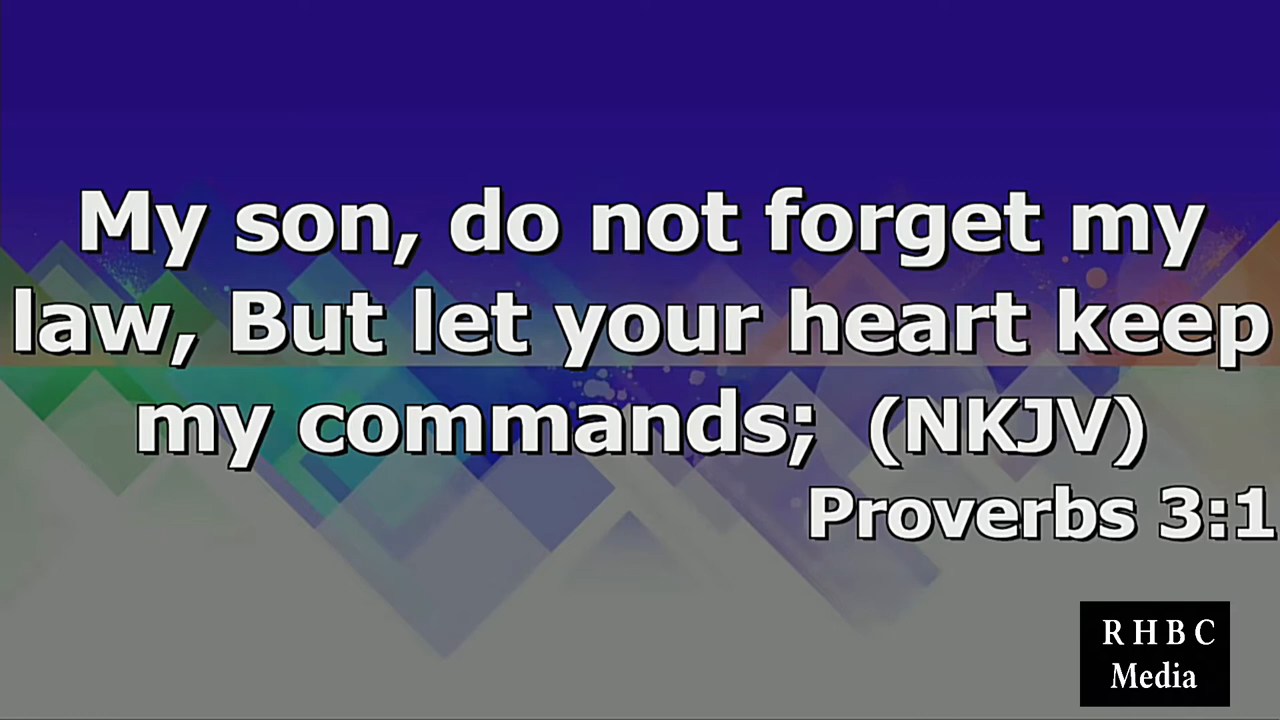 My son, do not forget my
law, But let your heart keep
my commands;  (NKJV)
Proverbs 3:1
RHBC
Media